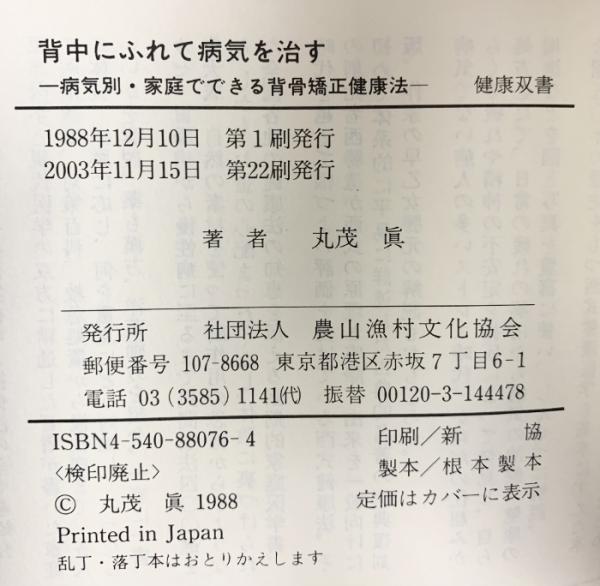 背中にふれて病気を治す
―病気別・家庭でできる背骨矯正健康法―　健康双書
1988年12月10日　第1刷発行
2003年11月15日　第22刷発行
著者　丸茂眞
発行所　社団法人　農山漁村文化協会
郵便番号 107-8668　東京都港区赤坂7丁目6-1
電話 03(3585)1141㈹　振替 00120-3-144478
ISBN4-540-88076-4　印刷／新協
〈検印廃止〉　製本／根本製本
© 丸茂眞 1988　定価はカバーに表示
Printed in Japan
乱丁・落丁本はおとりかえします